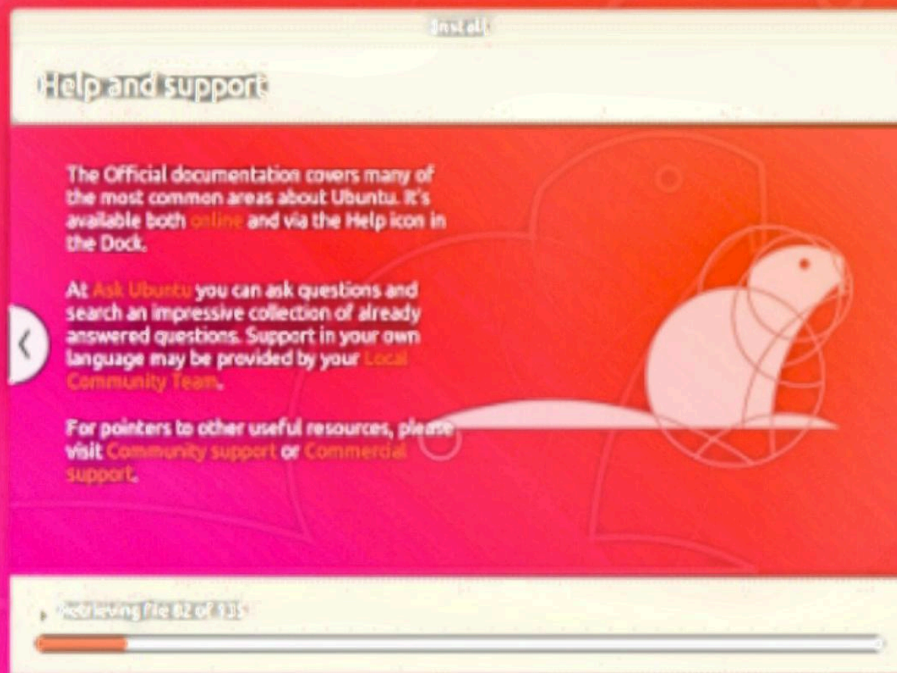 Install
Help and support
The Official documentation covers many of
the most common areas about Ubuntu. It's
available both online and via the Help icon in
the Dock.
At Ask Ubuntu you can ask questions and
search an impressive collection of already
answered questions. Support in your own
language may be provided by your Local
Community Team.
For pointers to other useful resources, please
visit Community support or Commercial
support.
Retrieving file 82 of